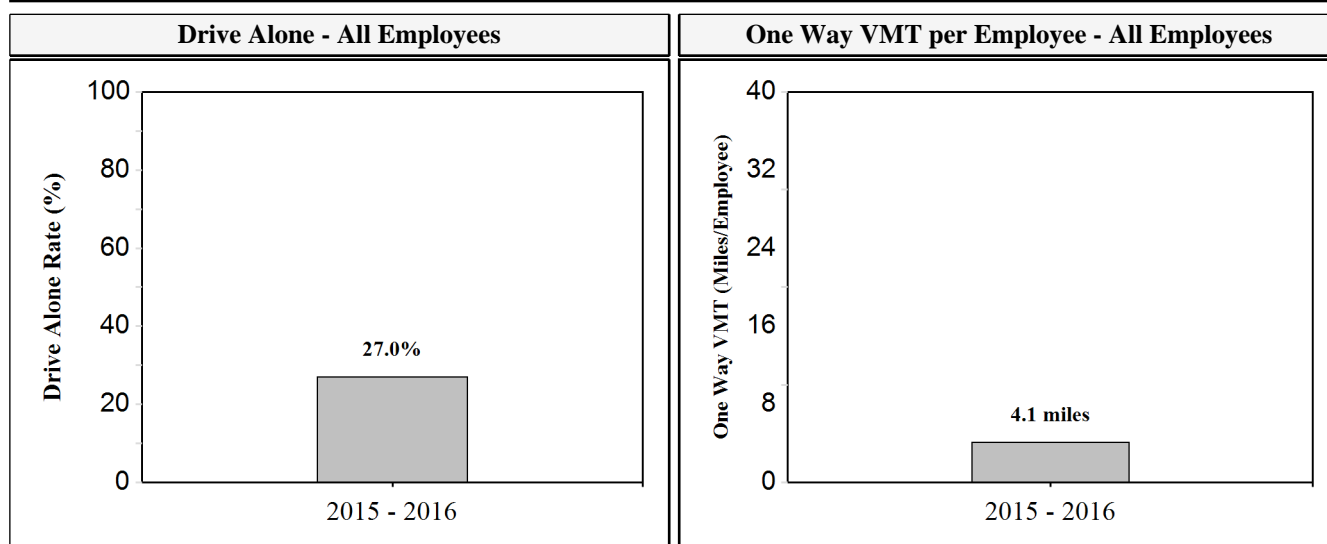 Drive Alone - All Employees
One Way VMT per Employee - All Employees
Drive Alone Rate (%)
100
80
60
40
20
0
27.0%
2015 - 2016
One Way VMT (Miles/Employee)
40
32
24
16
8
0
4.1 miles
2015 - 2016